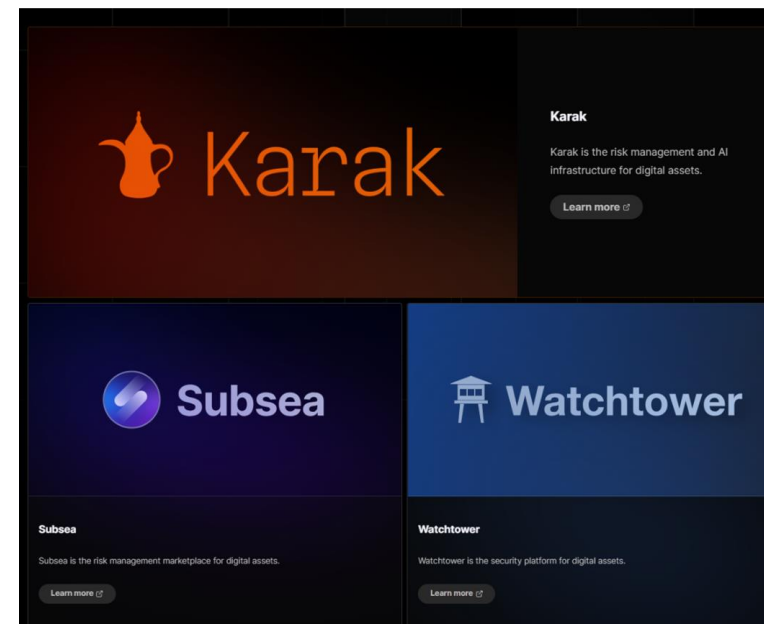 Karak
Karak
Karak is the risk management and AI
infrastructure for digital assets.
Learn more
Subsea
Watchtower
Subsea
Subsea is the risk management marketplace for digital assets.
Learn more
Watchtower
Watchtower is the security platform for digital assets.
Learn more